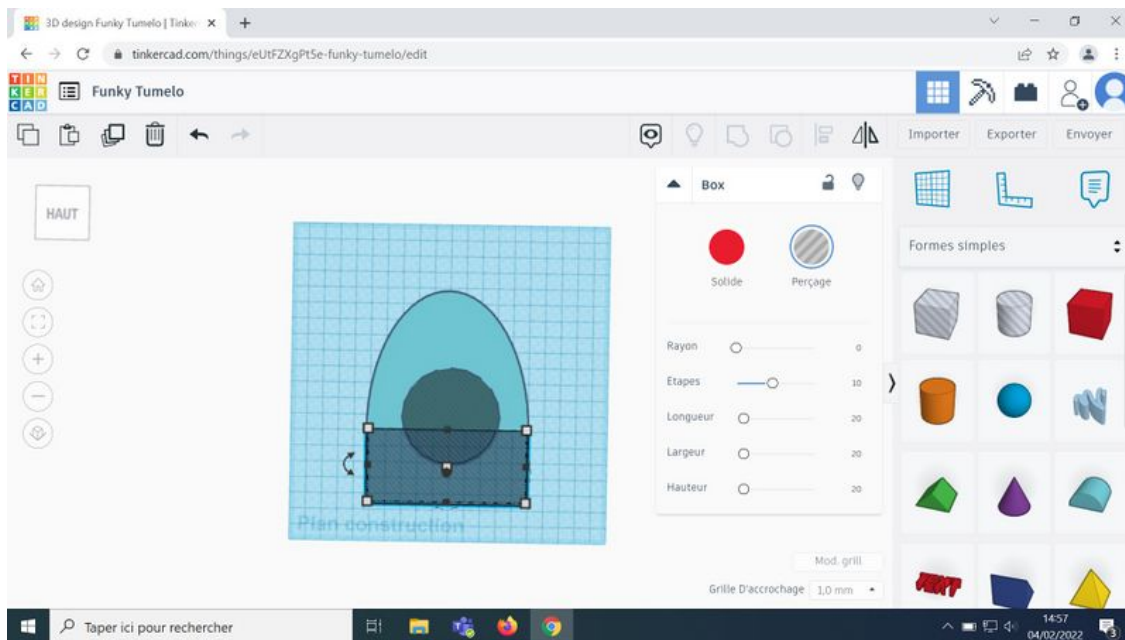 3D design Funky Tumelo | Tinker
tinkercad.com/things/eUtFZXgPt5e-funky-tumelo/edit
TIN
KER
CAD
Funky Tumelo
Importer Exporter Envoyer
HAUT
Box
Solide Perçage
Formes simples
Rayon 0
Etapes 10
Longueur 20
Largeur 20
Hauteur 20
Plan construction
Mod. grill
Grille D'accrochage 1,0 mm
TEXT
Taper ici pour rechercher
14:57
04/02/2022
3